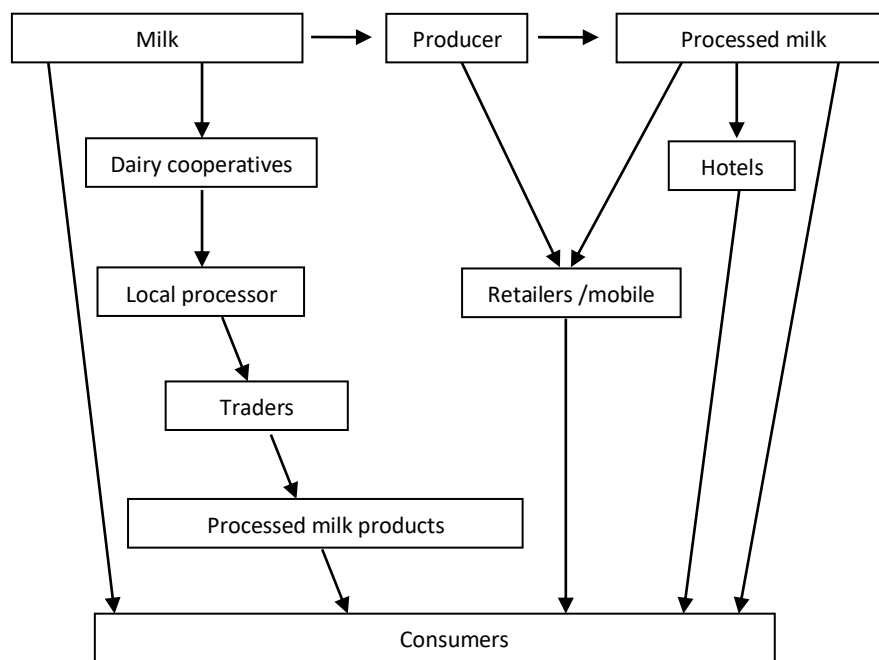 Milk
Producer
Processed milk
Dairy cooperatives
Hotels
Local processor
Retailers /mobile
Traders
Processed milk products
Consumers